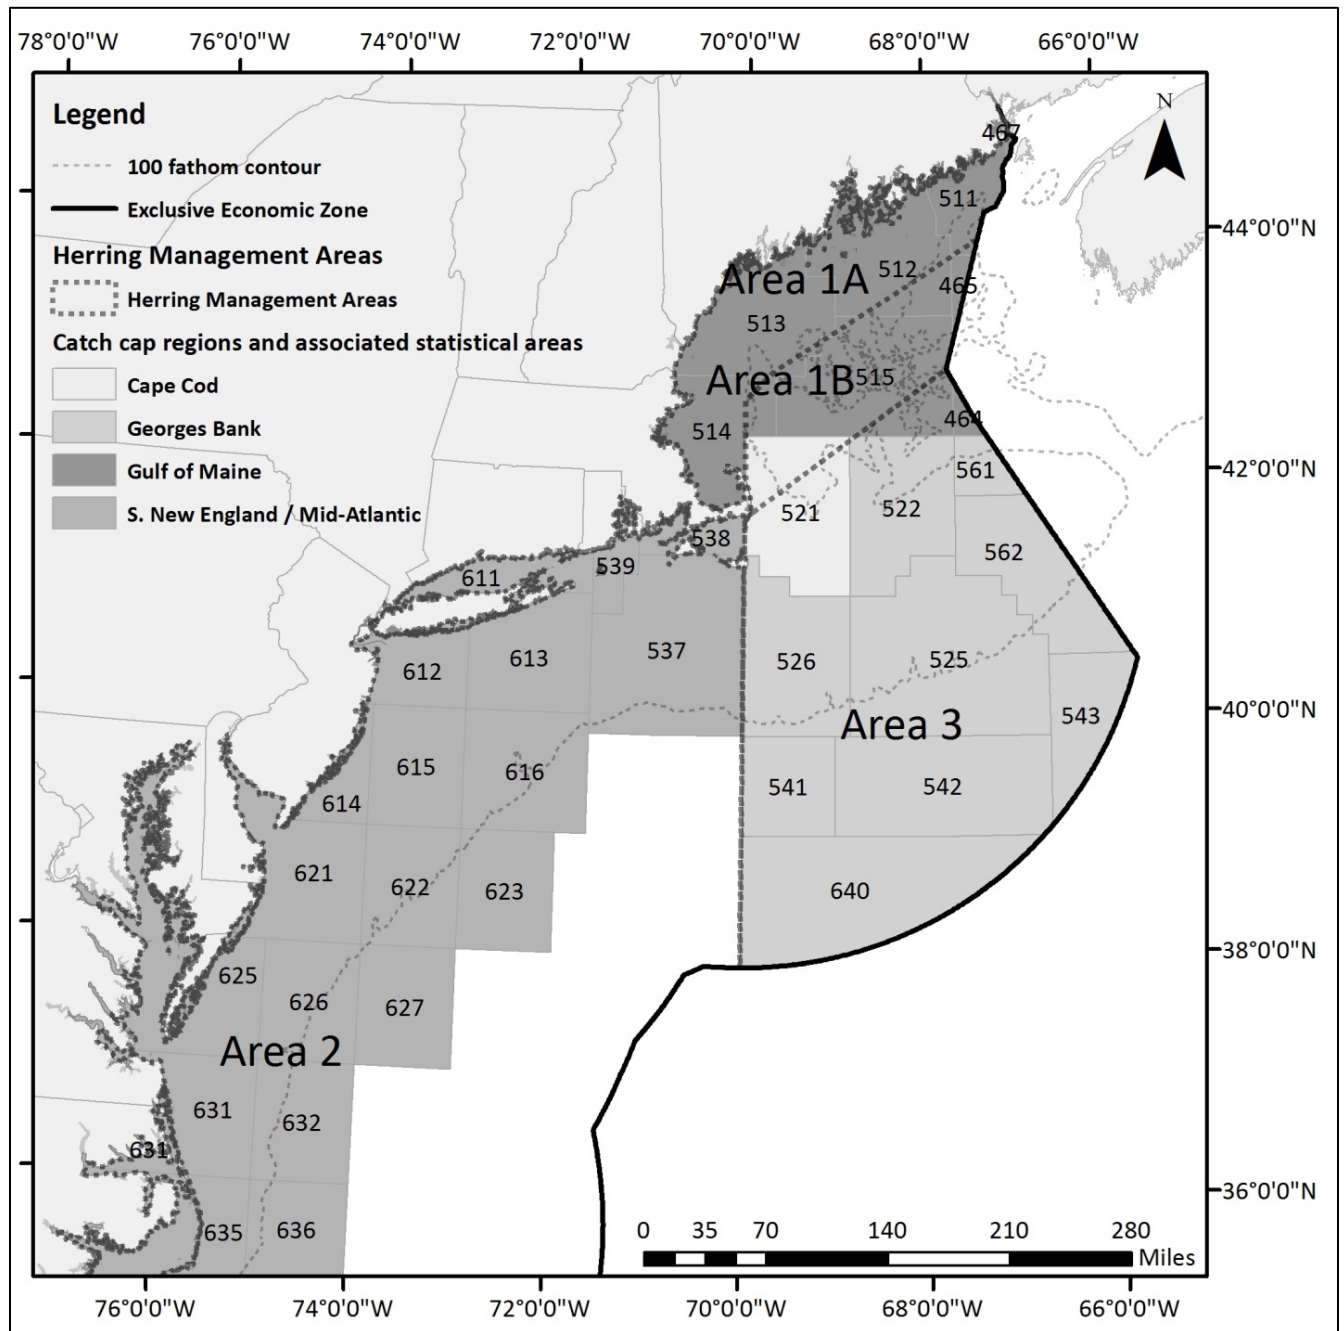 78°0'0"W 76°0'0"W 74°0'0"W 72°0'0"W 70°0'0"W 68°0'0"W 66°0'0"W
Legend
100 fathom contour
Exclusive Economic Zone
Herring Management Areas
Herring Management Areas
Catch cap regions and associated statistical areas
Cape Cod
Georges Bank
Gulf of Maine
S. New England / Mid-Atlantic
N
467
511
44°0'0"N
512
Area 1A
465
513
Area 1B
515
464
514
42°0'0"N
561
521
522
538
562
539
611
537
613
612
526
525
Area 3
543
40°0'0"N
615
616
614
541
542
621
622
623
640
38°0'0"N
625
626
627
Area 2
631
632
631
36°0'0"N
635
636
0 35 70 140 210 280
Miles
76°0'0"W 74°0'0"W 72°0'0"W 70°0'0"W 68°0'0"W 66°0'0"W